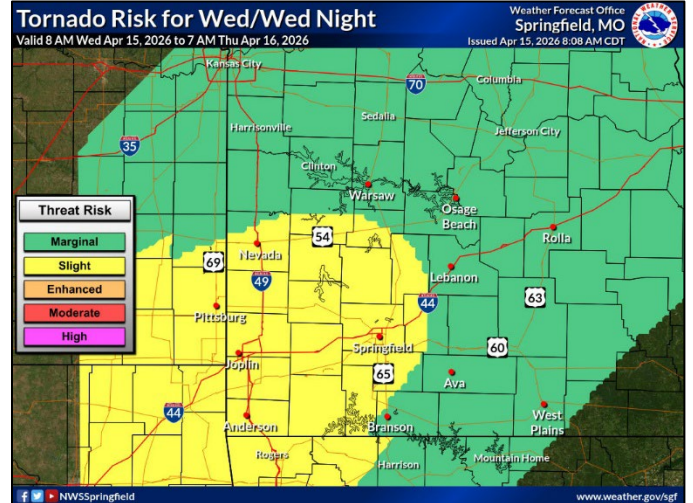 Tornado Risk for Wed/Wed Night
Valid 8 AM Wed Apr 15, 2026 to 7 AM Thu Apr 16, 2026
Weather Forecast Office
Springfield, MO
Issued Apr 15, 2026 8:08 AM CDT
Kansas City
70
Columbia
Harrisonville
Sedalia
Jefferson City
35
Clinton
Warsaw
Osage
Beach
Threat Risk
Marginal
Slight
Enhanced
Moderate
High
54
Rolla
69
Nevada
Lebanon
49
63
44
Pittsburg
Springfield
60
Joplin
65
Ava
44
Anderson
Branson
West
Plains
Rogers
Harrison
Mountain Home
NWSSpringfield
www.weather.gov/sgf